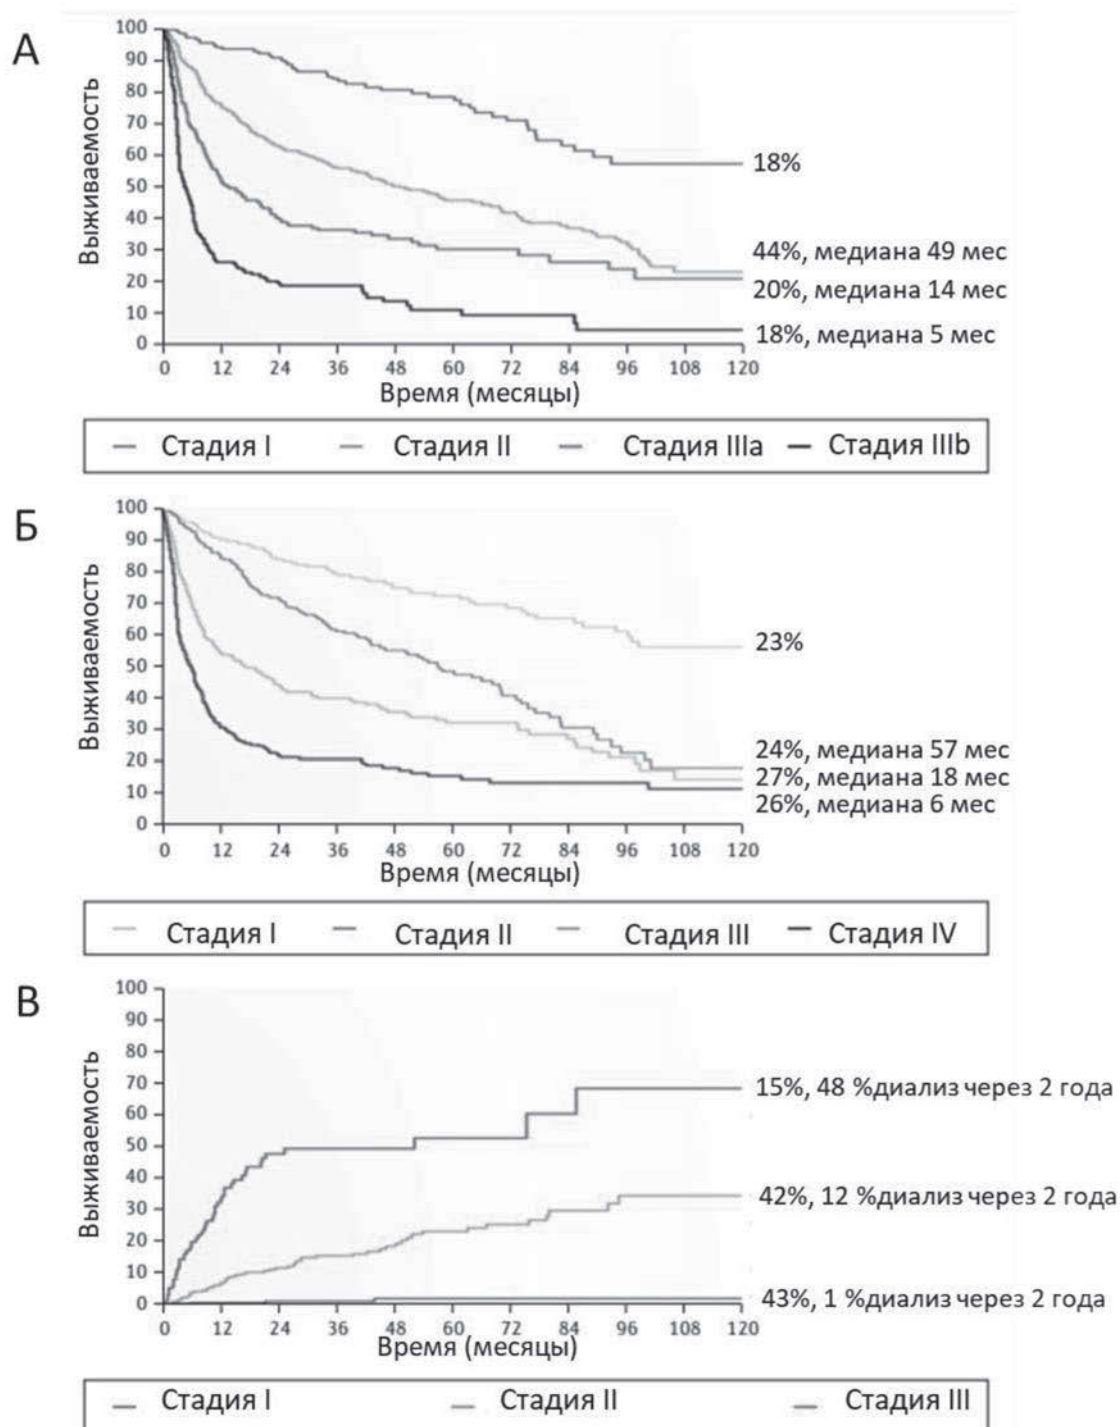 А
Выживаемость
100
90
80
70
60
50
40
30
20
10
0
18%
44%, медиана 49 мес
20%, медиана 14 мес
18%, медиана 5 мес
0 12 24 36 48 60 72 84 96 108 120
Время (месяцы)
Стадия I Стадия II Стадия IIIa Стадия IIIb
Б
Выживаемость
100
90
80
70
60
50
40
30
20
10
0
23%
24%, медиана 57 мес
27%, медиана 18 мес
26%, медиана 6 мес
0 12 24 36 48 60 72 84 96 108 120
Время (месяцы)
Стадия I Стадия II Стадия III Стадия IV
В
Выживаемость
100
90
80
70
60
50
40
30
20
10
0
15%, 48 %диализ через 2 года
42%, 12 %диализ через 2 года
43%, 1 %диализ через 2 года
0 12 24 36 48 60 72 84 96 108 120
Время (месяцы)
Стадия I Стадия II Стадия III